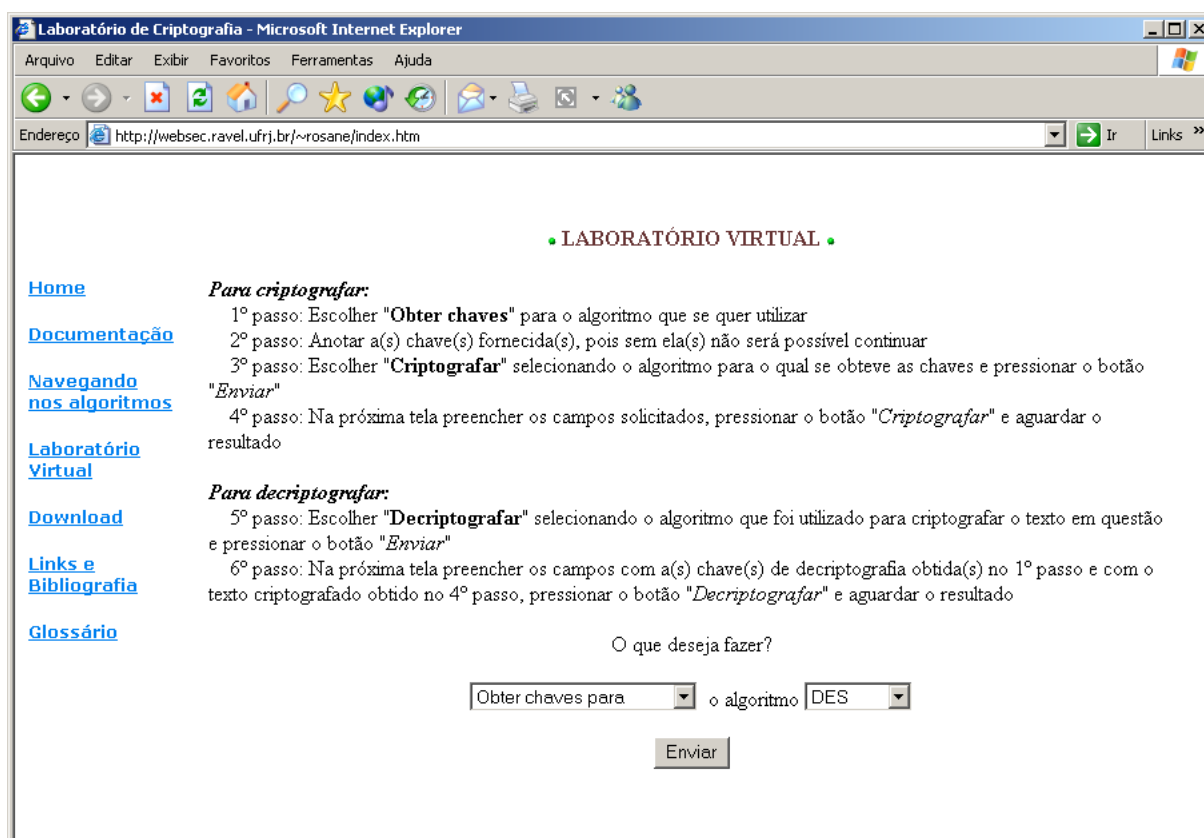 Laboratório de Criptografia - Microsoft Internet Explorer
Arquivo Editar Exibir Favoritos Ferramentas Ajuda
Endereço http://websec.ravel.ufrj.br/~rosane/index.htm Ir Links »
LABORATÓRIO VIRTUAL
Home
Documentação
Navegando
nos algoritmos
Laboratório
Virtual
Download
Links e
Bibliografia
Glossário
Para criptografar:
1º passo: Escolher "Obter chaves" para o algoritmo que se quer utilizar
2º passo: Anotar a(s) chave(s) fornecida(s), pois sem ela(s) não será possível continuar
3º passo: Escolher "Criptografar" selecionando o algoritmo para o qual se obteve as chaves e pressionar o botão
"Enviar"
4º passo: Na próxima tela preencher os campos solicitados, pressionar o botão "Criptografar" e aguardar o
resultado
Para decriptografar:
5º passo: Escolher "Decriptografar" selecionando o algoritmo que foi utilizado para criptografar o texto em questão
e pressionar o botão "Enviar"
6º passo: Na próxima tela preencher os campos com a(s) chave(s) de decriptografia obtida(s) no 1º passo e com o
texto criptografado obtido no 4º passo, pressionar o botão "Decriptografar" e aguardar o resultado
O que deseja fazer?
Obter chaves para o algoritmo DES
Enviar